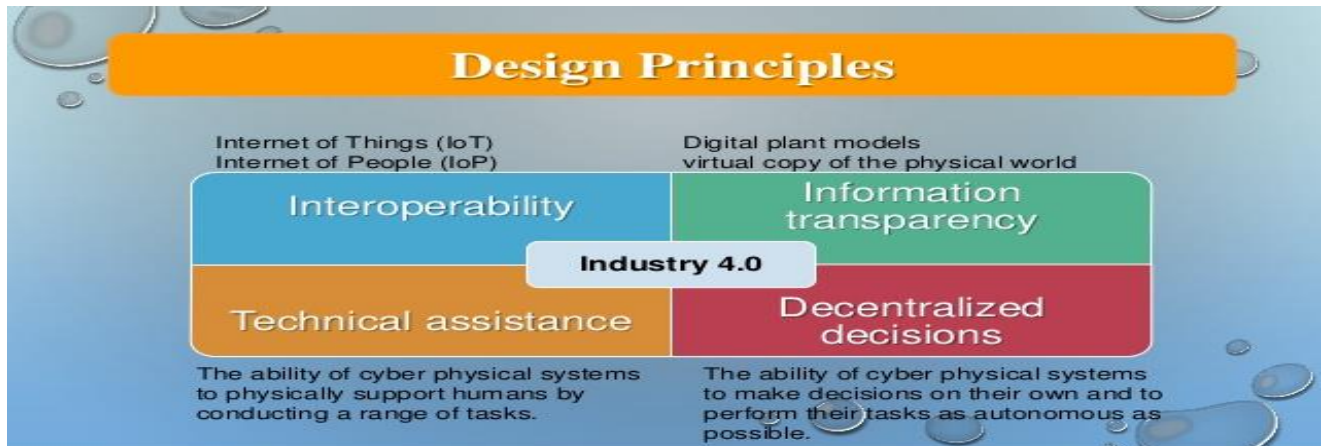 Design Principles
Internet of Things (IoT)
Internet of People (IoP)
Digital plant models
virtual copy of the physical world
Interoperability
Information
transparency
Industry 4.0
Technical assistance
Decentralized
decisions
The ability of cyber physical systems
to physically support humans by
conducting a range of tasks.
The ability of cyber physical systems
to make decisions on their own and to
perform their tasks as autonomous as
possible.